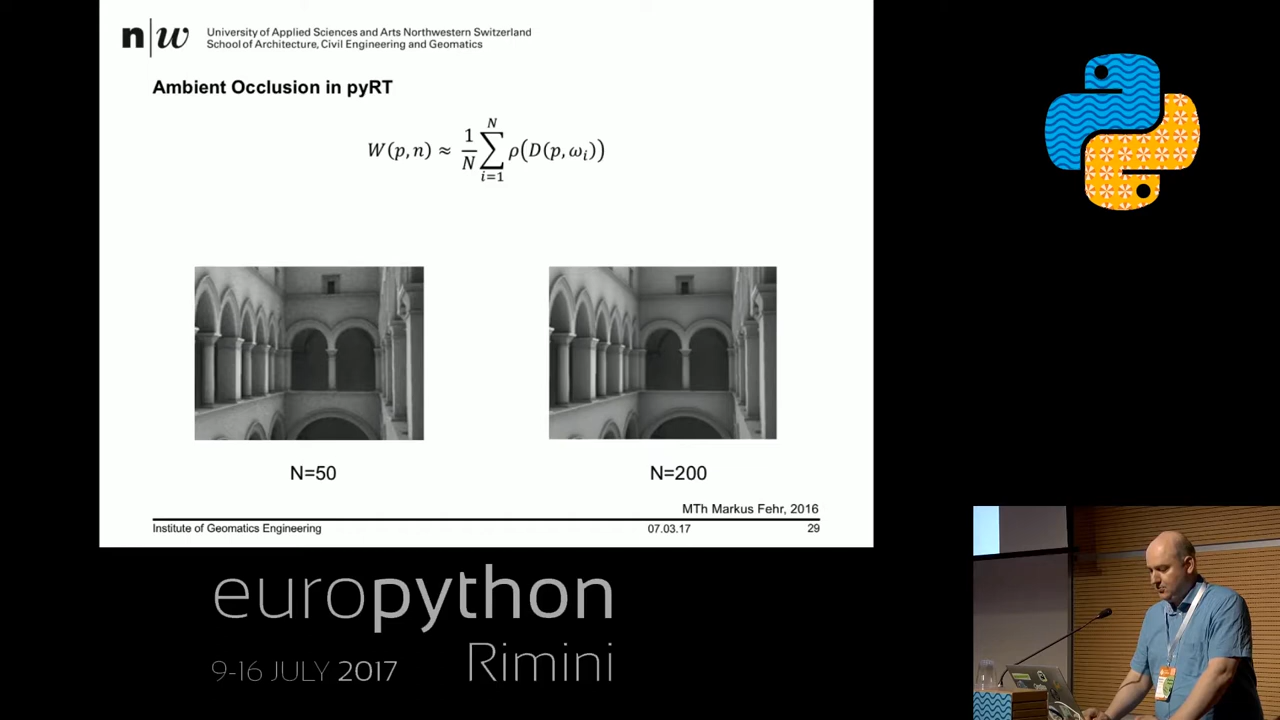 n|w
University of Applied Sciences and Arts Northwestern Switzerland
School of Architecture, Civil Engineering and Geomatics
Ambient Occlusion in pyRT
W(p, n) ≈ 1/N ∑_{i=1}^{N} ρ(D(p, ω_i))
N=50
N=200
MTh Markus Fehr, 2016
Institute of Geomatics Engineering
07.03.17
29
europython
9-16 JULY 2017
Rimini